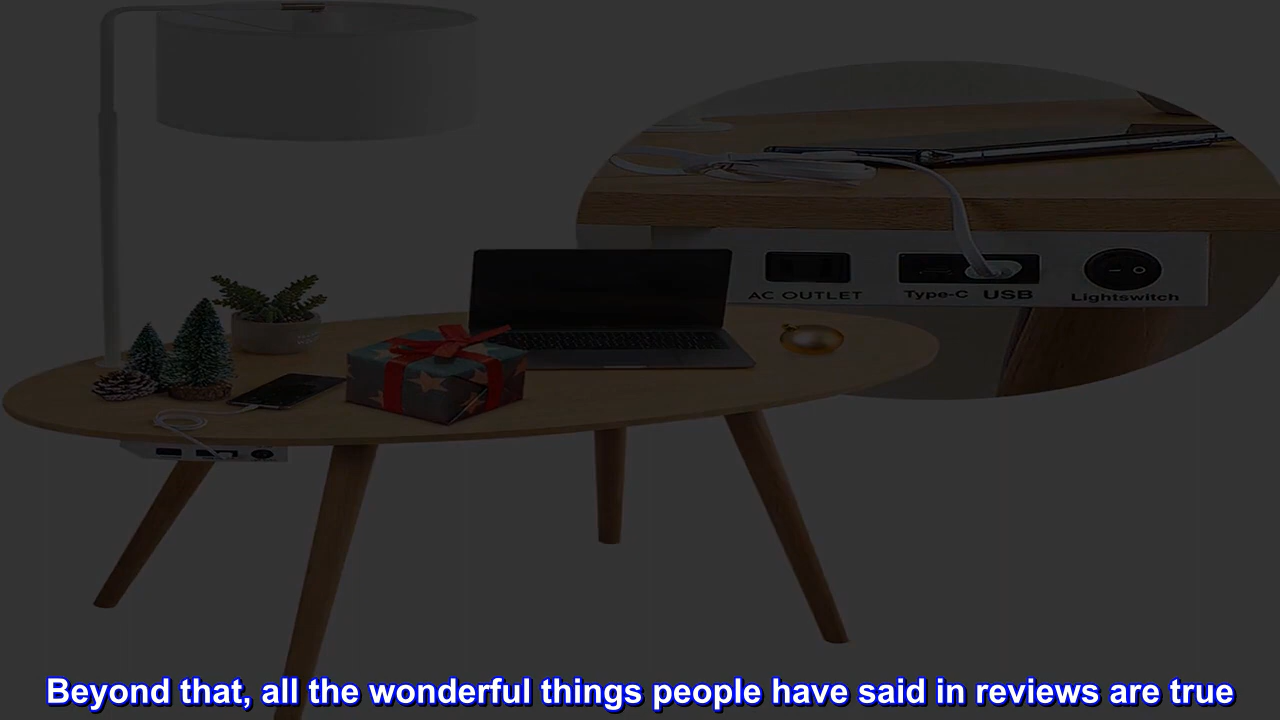 AC OUTLET Type-C USB Lightswitch
Beyond that, all the wonderful things people have said in reviews are true